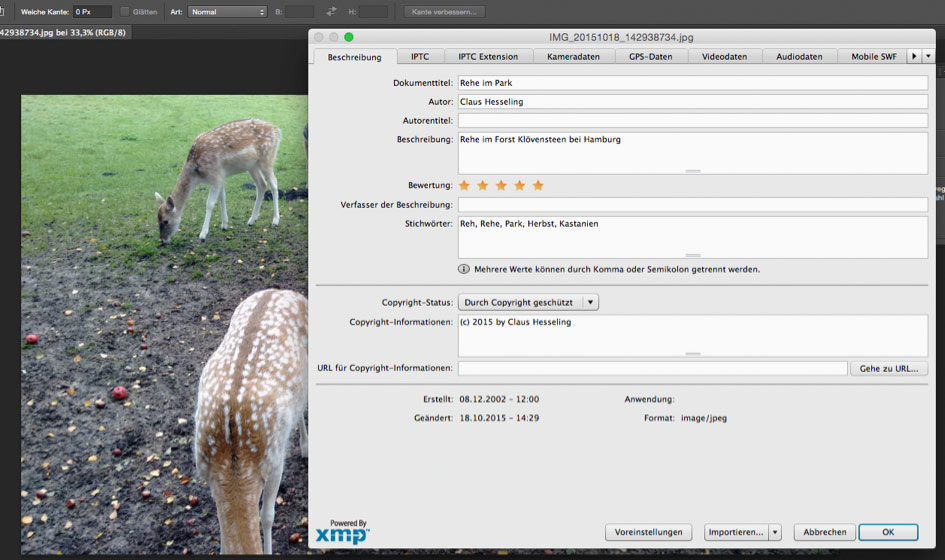 Weiche Kante: 0 Px Glätten Art: Normal B: H: Kante verbessern...
42938734.jpg bei 33,3% (RGB/8)
IMG_20151018_142938734.jpg
Beschreibung IPTC IPTC Extension Kameradaten GPS-Daten Videodaten Audiodaten Mobile SWF
Dokumenttitel: Rehe im Park
Autor: Claus Hesseling
Autorentitel:
Beschreibung: Rehe im Forst Klövensteen bei Hamburg
Bewertung:
Verfasser der Beschreibung:
Stichwörter: Reh, Rehe, Park, Herbst, Kastanien
Mehrere Werte können durch Komma oder Semikolon getrennt werden.
Copyright-Status: Durch Copyright geschützt
Copyright-Informationen: (c) 2015 by Claus Hesseling
URL für Copyright-Informationen: Gehe zu URL...
Erstellt: 08.12.2002 - 12:00 Anwendung:
Geändert: 18.10.2015 - 14:29 Format: image/jpeg
Powered By
xmp™
Voreinstellungen Importieren... Abbrechen OK